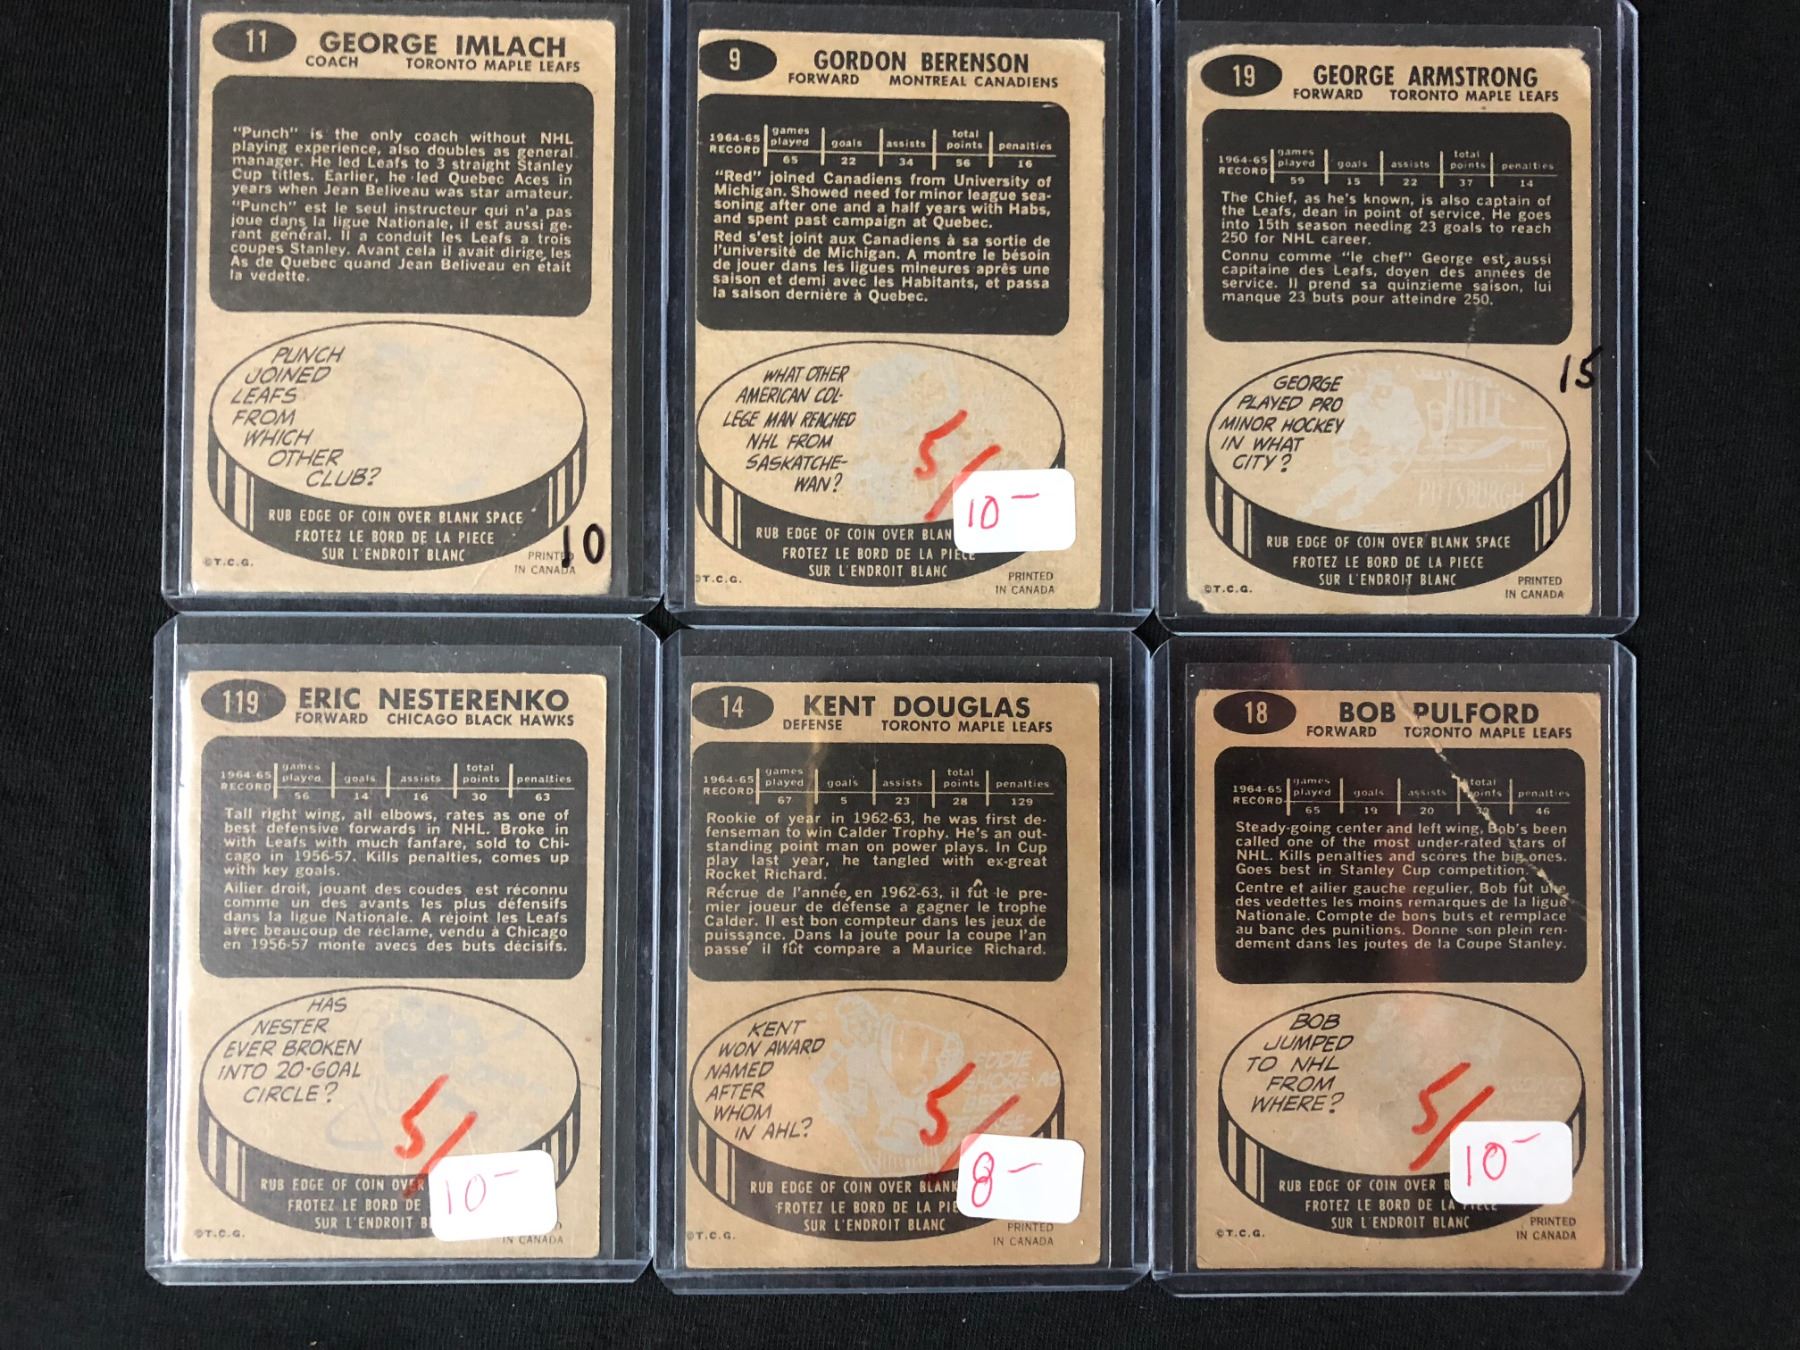 11
GEORGE IMLACH
COACH TORONTO MAPLE LEAFS
"Punch" is the only coach without NHL
playing experience, also doubles as general
manager. He led Leafs to 3 straight Stanley
Cup titles. Earlier, he led Quebec Aces in
years when Jean Beliveau was star amateur.
"Punch" est le seul instructeur qui n'a pas
joue dans la ligue Nationale, il est aussi ge-
rant général. Il a conduit les Leafs a trois
coupes Stanley. Avant cela il avait dirige les
As de Quebec quand Jean Beliveau en etait
la vedette.
PUNCH
JOINED
LEAFS
FROM
WHICH
OTHER
CLUB?
RUB EDGE OF COIN OVER BLANK SPACE
FROTEZ LE BORD DE LA PIECE
SUR L'ENDROIT BLANC
©T.C.G.
PRINTED
IN CANADA
10
9
GORDON BERENSON
FORWARD MONTREAL CANADIENS
1964-65 RECORD games played goals assists total points penalties
65 22 34 56 16
"Red" joined Canadiens from University of
Michigan. Showed need for minor league sea-
soning after one and a half years with Habs,
and spent past campaign at Quebec.
Red s'est joint aux Canadiens à sa sortie de
l'université de Michigan. A montre le bésoin
de jouer dans les ligues mineures après une
saison et demi avec les Habitants, et passa
la saison dernière à Quebec.
WHAT OTHER
AMERICAN COL-
LEGE MAN REACHED
NHL FROM
SASKATCHE-
WAN?
5/
10-
RUB EDGE OF COIN OVER BLAN
FROTEZ LE BORD DE LA PIECE
SUR L'ENDROIT BLANC
©T.C.G.
PRINTED
IN CANADA
19
GEORGE ARMSTRONG
FORWARD TORONTO MAPLE LEAFS
1964-65 RECORD games played goals assists total points penalties
59 15 22 37 14
The Chief, as he's known, is also captain of
the Leafs, dean in point of service. He goes
into 15th season needing 23 goals to reach
250 for NHL career.
Connu comme "le chef" George est aussi
capitaine des Leafs, doyen des années de
service. Il prend sa quinzieme saison, lui
manque 23 buts pour atteindre 250.
15
GEORGE
PLAYED PRO
MINOR HOCKEY
IN WHAT
CITY?
PITTSBURGH
RUB EDGE OF COIN OVER BLANK SPACE
FROTEZ LE BORD DE LA PIECE
SUR L'ENDROIT BLANC
©T.C.G.
PRINTED
IN CANADA
119
ERIC NESTERENKO
FORWARD CHICAGO BLACK HAWKS
1964-65 RECORD games played goals assists total points penalties
56 14 16 30 63
Tall right wing, all elbows, rates as one of
best defensive forwards in NHL. Broke in
with Leafs with much fanfare, sold to Chi-
cago in 1956-57. Kills penalties, comes up
with key goals.
Ailier droit, jouant des coudes, est réconnu
comme un des avants les plus défensifs
dans la ligue Nationale. A réjoint les Leafs
avec beaucoup de réclame, vendu à Chicago
en 1956-57 monte avecs des buts décisifs.
HAS
NESTER
EVER BROKEN
INTO 20-GOAL
CIRCLE?
5/
10-
RUB EDGE OF COIN OVER
FROTEZ LE BORD DE
SUR L'ENDROIT B
©T.C.G.
IN CANADA
14
KENT DOUGLAS
DEFENSE TORONTO MAPLE LEAFS
1964-65 RECORD games played goals assists total points penalties
67 5 23 28 129
Rookie of year in 1962-63, he was first de-
fenseman to win Calder Trophy. He's an out-
standing point man on power plays. In Cup
play last year, he tangled with ex-great
Rocket Richard.
Récrue de l'année en 1962-63, il fût le pre-
mier joueur de défense a gagner le trophe
Calder. Il est bon compteur dans les jeux de
puissance. Dans la joute pour la coupe l'an
passé il fût compare a Maurice Richard.
KENT
WON AWARD
NAMED
AFTER
WHOM
IN AHL?
EDDIE
SHORE AS
BEST
5/
8-
RUB EDGE OF COIN OVER BLANK
FROTEZ LE BORD DE LA PIE
SUR L'ENDROIT BLANC
©T.C.G.
PRINTED
IN CANADA
18
BOB PULFORD
FORWARD TORONTO MAPLE LEAFS
1964-65 RECORD games played goals assists total points penalties
65 19 20 46
Steady-going center and left wing, Bob's been
called one of the most under-rated stars of
NHL. Kills penalties and scores the big ones.
Goes best in Stanley Cup competition.
Centre et ailier gauche regulier, Bob fût une
des vedettes les moins remarques de la ligue
Nationale. Compte de bons buts et remplace
au banc des punitions. Donne son plein ren-
dement dans les joutes de la Coupe Stanley.
BOB
JUMPED
TO NHL
FROM
WHERE?
5/
10-
RUB EDGE OF COIN OVER B
FROTEZ LE BORD DE LA PIECE
SUR L'ENDROIT BLANC
©T.C.G.
PRINTED
IN CANADA